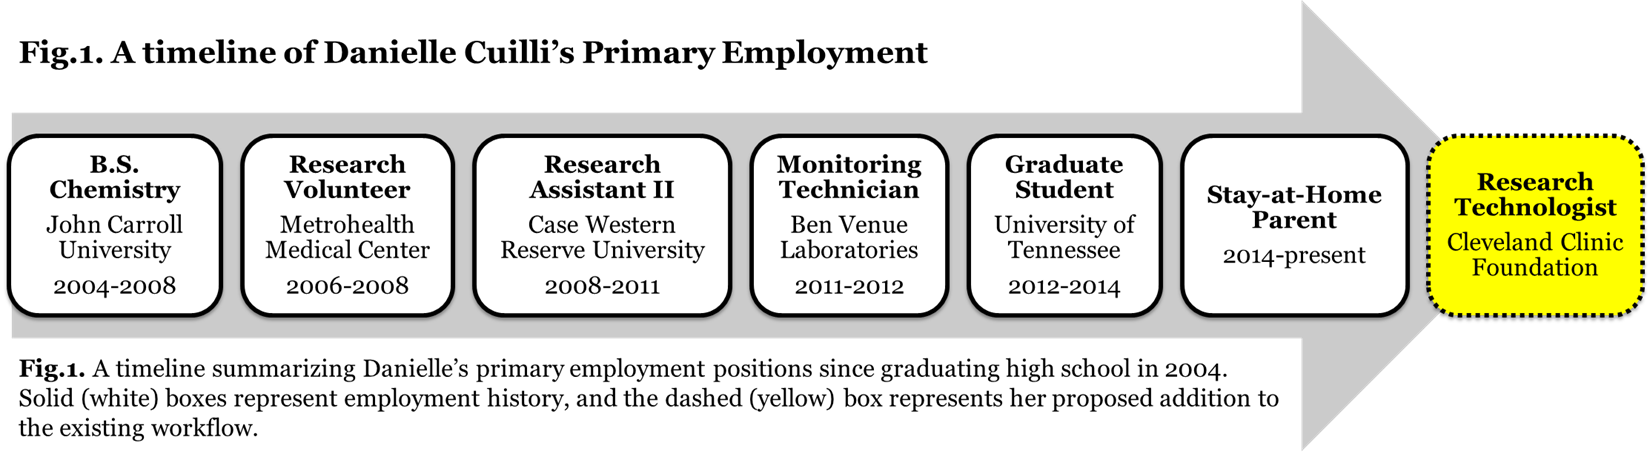 Fig.1. A timeline of Danielle Cuilli's Primary Employment
B.S.
Chemistry
John Carroll
University
2004-2008
Research
Volunteer
Metrohealth
Medical Center
2006-2008
Research
Assistant II
Case Western
Reserve University
2008-2011
Monitoring
Technician
Ben Venue
Laboratories
2011-2012
Graduate
Student
University of
Tennessee
2012-2014
Stay-at-Home
Parent
2014-present
Research
Technologist
Cleveland Clinic
Foundation
Fig.1. A timeline summarizing Danielle's primary employment positions since graduating high school in 2004.
Solid (white) boxes represent employment history, and the dashed (yellow) box represents her proposed addition to
the existing workflow.